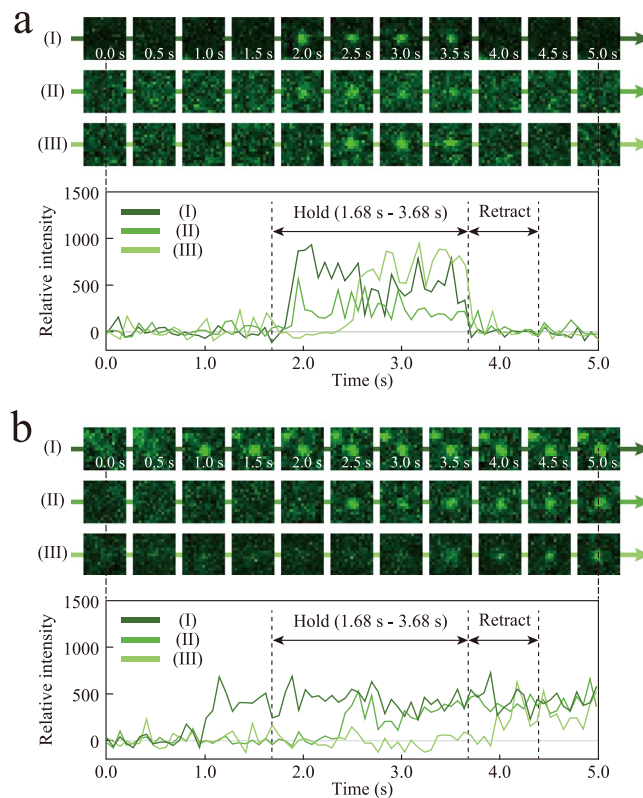 a
(I)
0.0 s 0.5 s 1.0 s 1.5 s 2.0 s 2.5 s 3.0 s 3.5 s 4.0 s 4.5 s 5.0 s
(II)
(III)
1500
1000
500
0
Relative intensity
(I)
(II)
(III)
Hold (1.68 s - 3.68 s)
Retract
0.0 1.0 2.0 3.0 4.0 5.0
Time (s)
b
(I)
0.0 s 0.5 s 1.0 s 1.5 s 2.0 s 2.5 s 3.0 s 3.5 s 4.0 s 4.5 s 5.0 s
(II)
(III)
1500
1000
500
0
Relative intensity
(I)
(II)
(III)
Hold (1.68 s - 3.68 s)
Retract
0.0 1.0 2.0 3.0 4.0 5.0
Time (s)